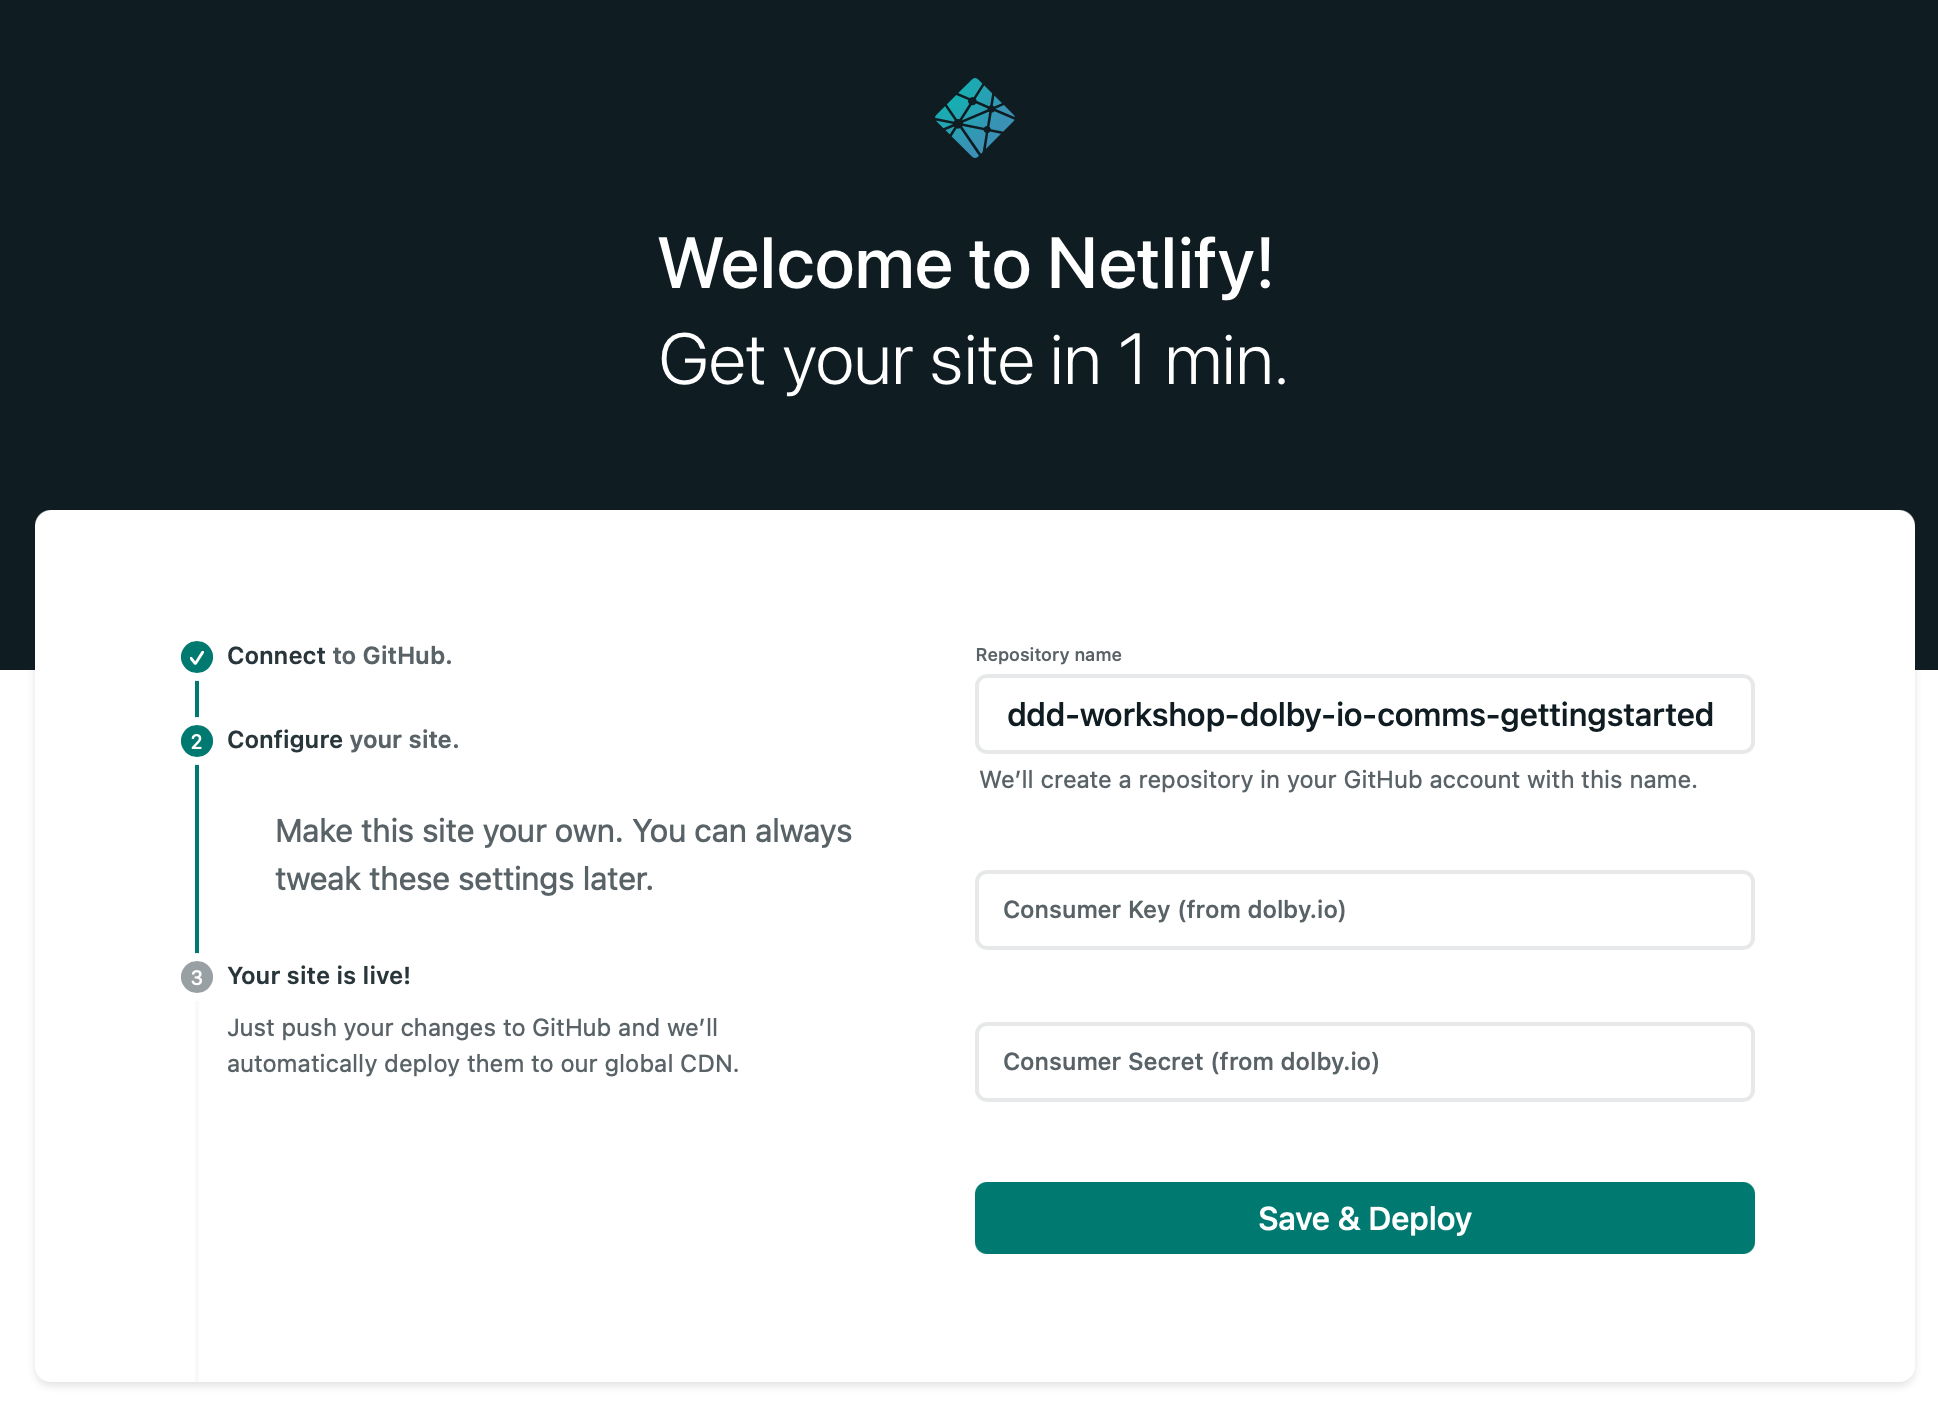 Welcome to Netlify!
Get your site in 1 min.
Connect to GitHub.
2 Configure your site.
Make this site your own. You can always
tweak these settings later.
3 Your site is live!
Just push your changes to GitHub and we’ll
automatically deploy them to our global CDN.
Repository name
ddd-workshop-dolby-io-comms-gettingstarted
We’ll create a repository in your GitHub account with this name.
Consumer Key (from dolby.io)
Consumer Secret (from dolby.io)
Save & Deploy